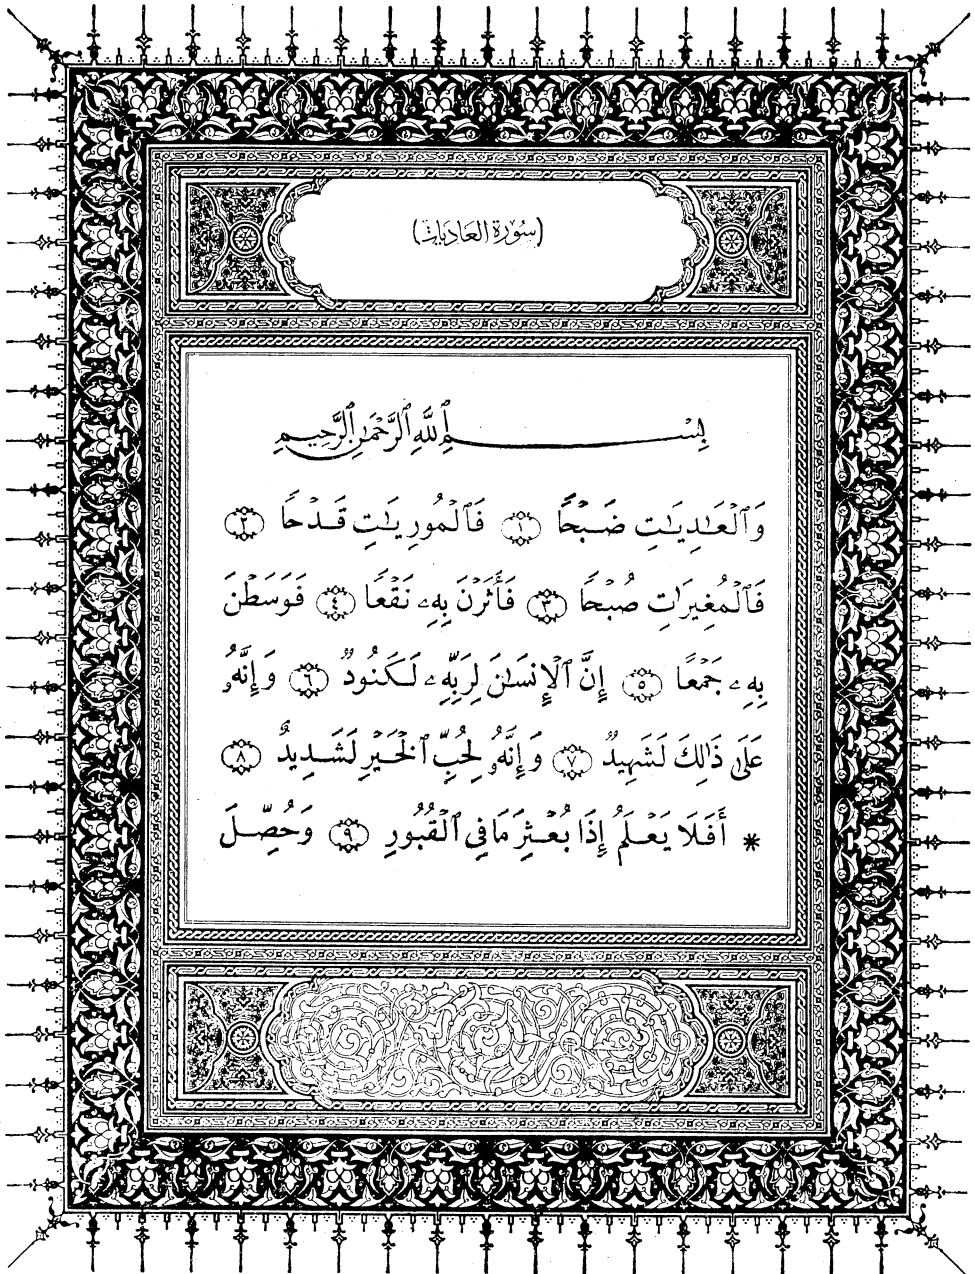 (سُورَة العَاديَات)
بِسْمِ ٱللَّهِ ٱلرَّحْمَٰنِ ٱلرَّحِيمِ
وَٱلْعَٰدِيَٰتِ ضَبْحًا ١ فَٱلْمُورِيَٰتِ قَدْحًا ٢
فَٱلْمُغِيرَٰتِ صُبْحًا ٣ فَأَثَرْنَ بِهِۦ نَقْعًا ٤ فَوَسَطْنَ
بِهِۦ جَمْعًا ٥ إِنَّ ٱلْإِنسَٰنَ لِرَبِّهِۦ لَكَنُودٌ ٦ وَإِنَّهُۥ
عَلَىٰ ذَٰلِكَ لَشَهِيدٌ ٧ وَإِنَّهُۥ لِحُبِّ ٱلْخَيْرِ لَشَدِيدٌ ٨
* أَفَلَا يَعْلَمُ إِذَا بُعْثِرَ مَا فِى ٱلْقُبُورِ ٩ وَحُصِّلَ